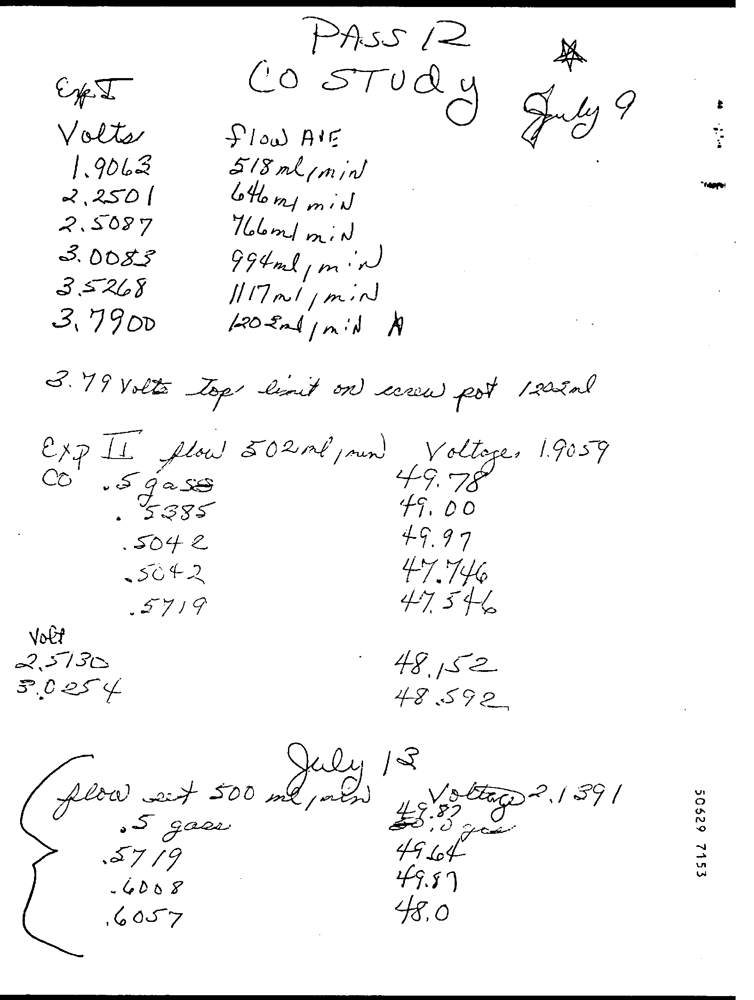 PASS 12
CO STUdy
July 9
Exp I
Volts flow AVE
1.9063 518 ml/min
2.2501 646 ml min
2.5087 766 ml min
3.0083 994 ml/min
3.5268 1117 ml/min
3.7900 1202 ml/min A
3.79 Volts top limit on screw pot 1202 ml
Exp II flow 502 ml/min Voltage, 1.9059
CO .5 gass 49.78
.5385 49.00
.5042 49.97
.5042 47.746
.5719 47.546
Volt
2.5130 48.152
3.0254 48.592
July 13
flow set 500 ml/min Voltage 2.1391
.5 gass 49.87
.5719 49.64
.6008 49.87
.6057 48.0
50629 7153